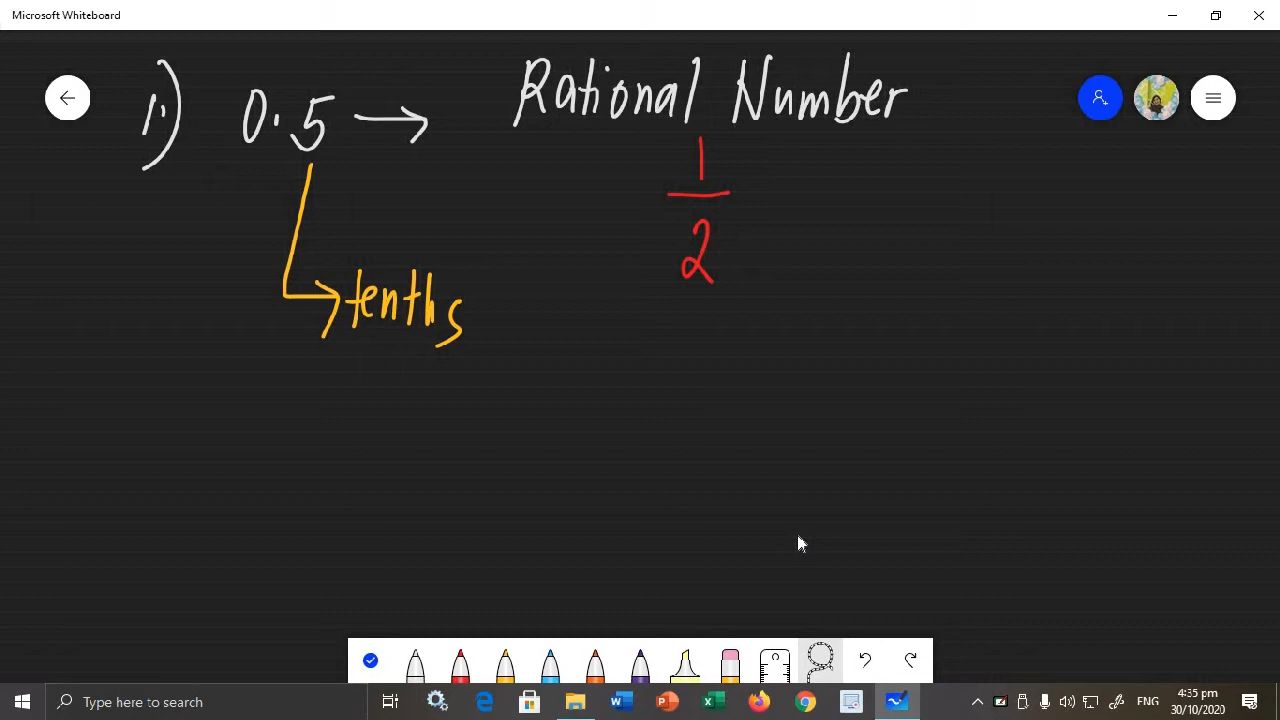 Microsoft Whiteboard
1.) 0.5 → Rational Number
1
2
tenths
Type here to search
ENG
4:35 pm
30/10/2020